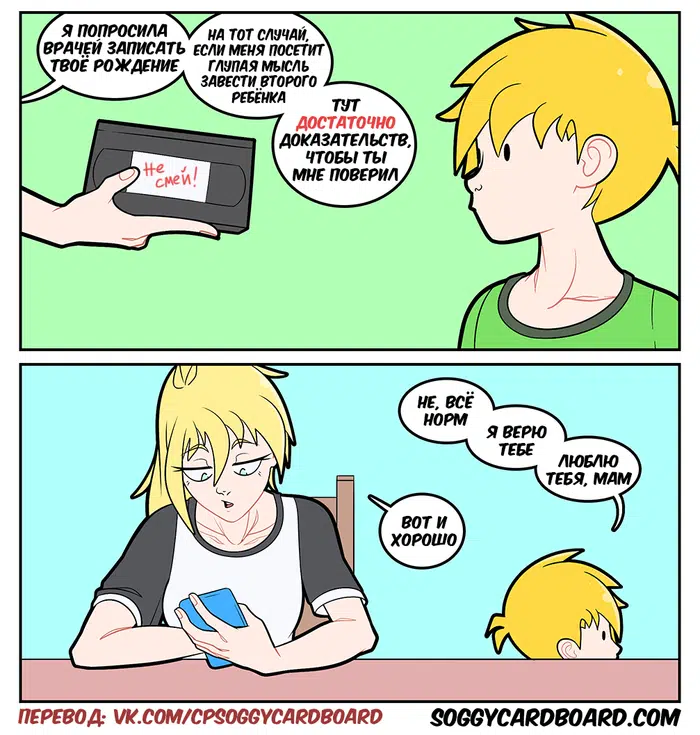 Я ПОПРОСИЛА
ВРАЧЕЙ ЗАПИСАТЬ
ТВОЁ РОЖДЕНИЕ
НА ТОТ СЛУЧАЙ,
ЕСЛИ МЕНЯ ПОСЕТИТ
ГЛУПАЯ МЫСЛЬ
ЗАВЕСТИ ВТОРОГО
РЕБЁНКА
ТУТ
ДОСТАТОЧНО
ДОКАЗАТЕЛЬСТВ,
ЧТОБЫ ТЫ
МНЕ ПОВЕРИЛ
Не
смей!
НЕ, ВСЁ
НОРМ
Я ВЕРЮ
ТЕБЕ
ЛЮБЛЮ
ТЕБЯ, МАМ
ВОТ И
ХОРОШО
ПЕРЕВОД: VK.COM/CPSOGGYCARDBOARD
SOGGYCARDBOARD.COM